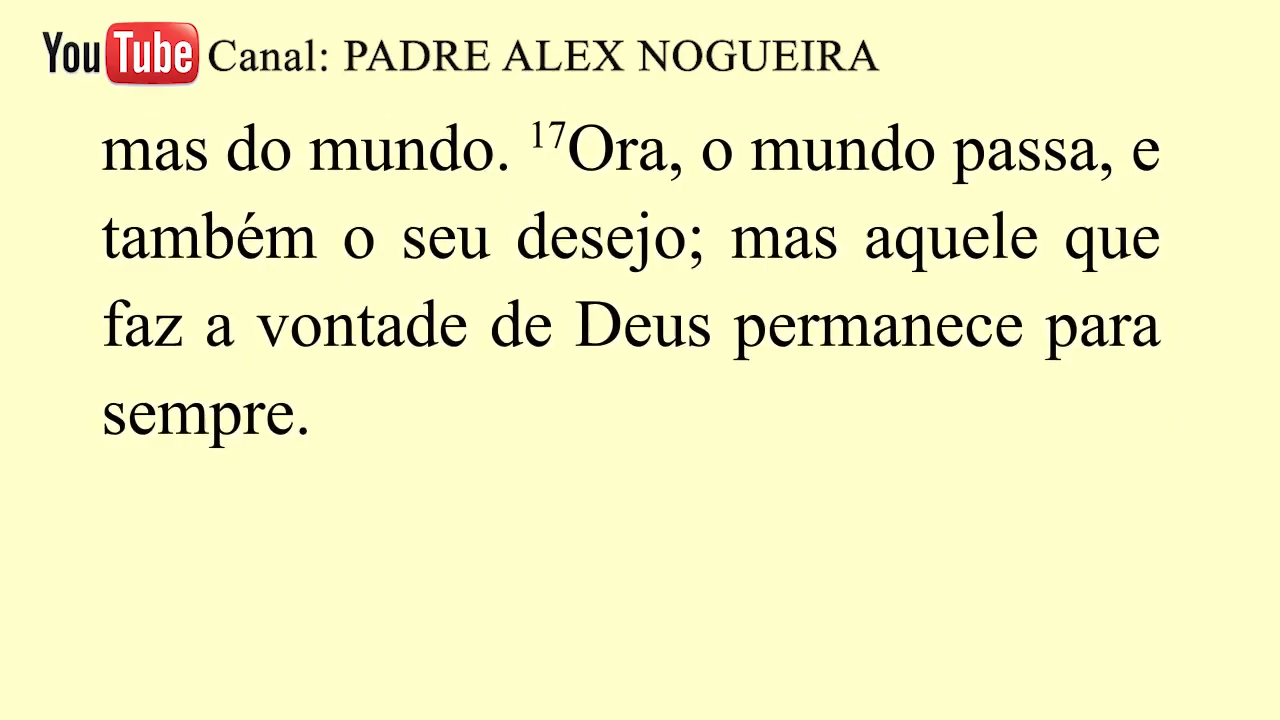 YouTube Canal: PADRE ALEX NOGUEIRA
mas do mundo. ¹⁷Ora, o mundo passa, e
também o seu desejo; mas aquele que
faz a vontade de Deus permanece para
sempre.